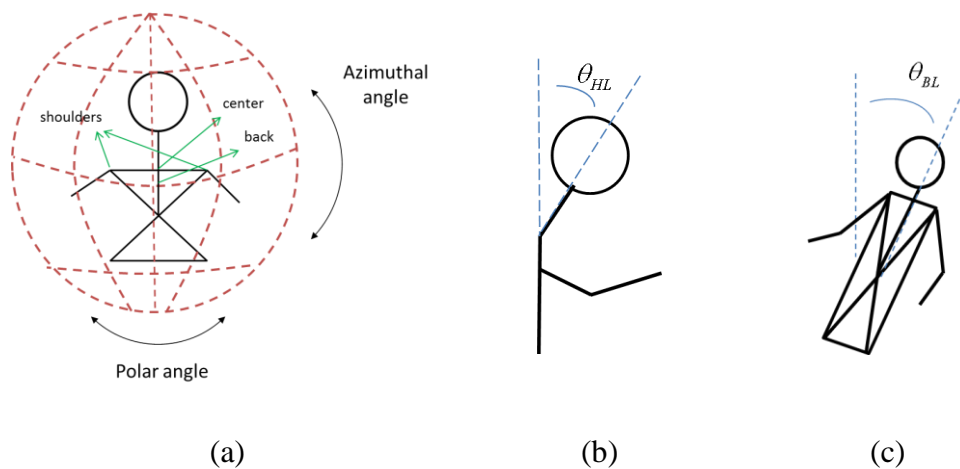 Azimuthal
angle
shoulders
center
back
Polar angle
θ_HL
θ_BL
(a)
(b)
(c)